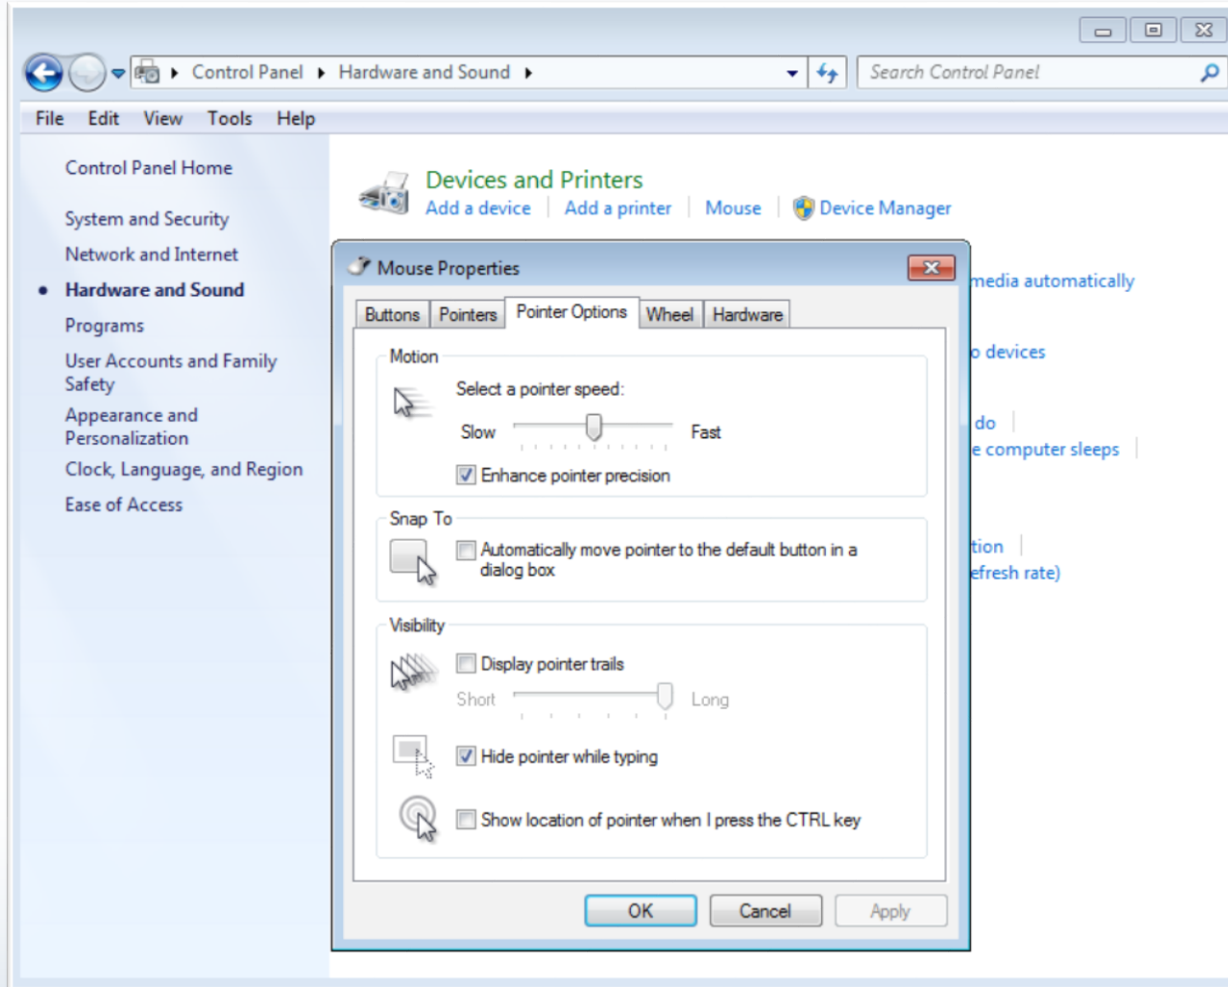 Control Panel Hardware and Sound
Search Control Panel
File Edit View Tools Help
Control Panel Home
System and Security
Network and Internet
Hardware and Sound
Programs
User Accounts and Family
Safety
Appearance and
Personalization
Clock, Language, and Region
Ease of Access
Devices and Printers
Add a device Add a printer Mouse Device Manager
media automatically
o devices
do
e computer sleeps
tion
efresh rate)
Mouse Properties
Buttons Pointers Pointer Options Wheel Hardware
Motion
Select a pointer speed:
Slow Fast
Enhance pointer precision
Snap To
Automatically move pointer to the default button in a
dialog box
Visibility
Display pointer trails
Short Long
Hide pointer while typing
Show location of pointer when I press the CTRL key
OK Cancel Apply